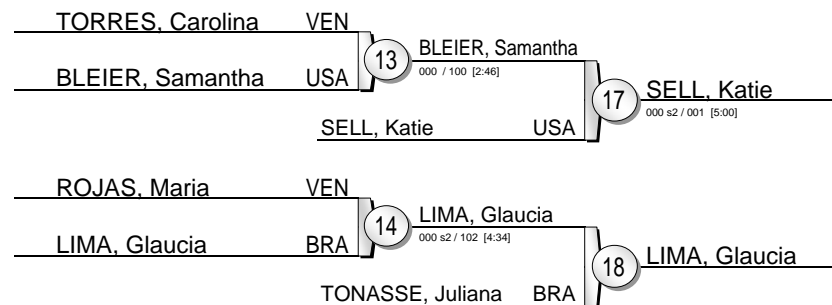 TORRES, Carolina VEN
13
BLEIER, Samantha
000 / 100 [2:46]
BLEIER, Samantha USA
17
SELL, Katie
000 s2 / 001 [5:00]
SELL, Katie USA
ROJAS, Maria VEN
14
LIMA, Glaucia
000 s2 / 102 [4:34]
LIMA, Glaucia BRA
18
LIMA, Glaucia
TONASSE, Juliana BRA